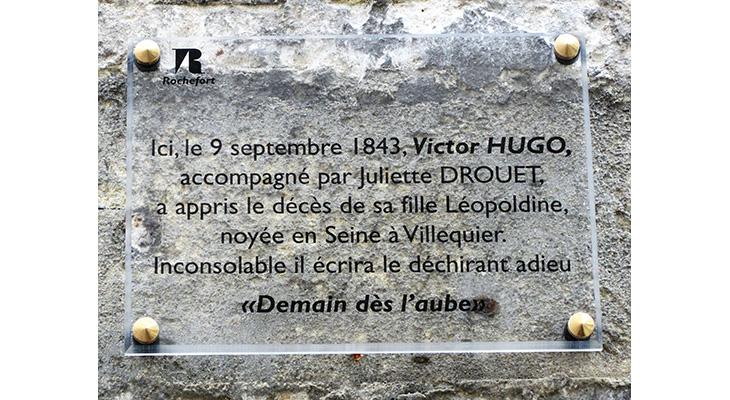 Rochefort
Ici, le 9 septembre 1843, Victor HUGO,
accompagné par Juliette DROUET,
a appris le décès de sa fille Léopoldine,
noyée en Seine à Villequier.
Inconsolable il écrira le déchirant adieu
«Demain dès l'aube»